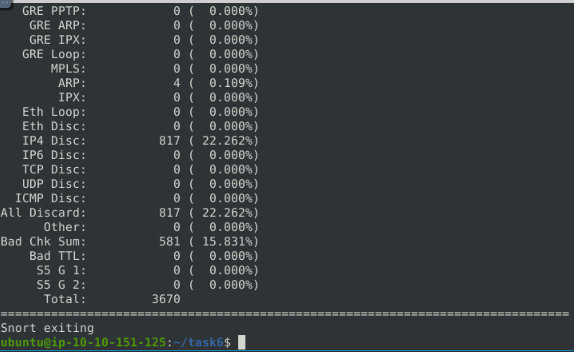 GRE PPTP: 0 ( 0.000%)
GRE ARP: 0 ( 0.000%)
GRE IPX: 0 ( 0.000%)
GRE Loop: 0 ( 0.000%)
MPLS: 0 ( 0.000%)
ARP: 4 ( 0.109%)
IPX: 0 ( 0.000%)
Eth Loop: 0 ( 0.000%)
Eth Disc: 0 ( 0.000%)
IP4 Disc: 817 ( 22.262%)
IP6 Disc: 0 ( 0.000%)
TCP Disc: 0 ( 0.000%)
UDP Disc: 0 ( 0.000%)
ICMP Disc: 0 ( 0.000%)
All Discard: 817 ( 22.262%)
Other: 0 ( 0.000%)
Bad Chk Sum: 581 ( 15.831%)
Bad TTL: 0 ( 0.000%)
S5 G 1: 0 ( 0.000%)
S5 G 2: 0 ( 0.000%)
Total: 3670
===============================================================================
Snort exiting
ubuntu@ip-10-10-151-125:~/task6$